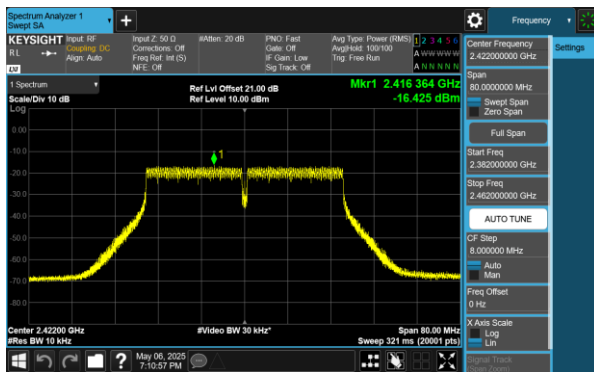 Spectrum Analyzer 1
Swept SA
Frequency
KEYSIGHT
RL
LW
Input: RF
Coupling: DC
Align: Auto
Input Z: 50 Ω
Corrections: Off
Freq Ref: Int (S)
NFE: Off
#Atten: 20 dB
PNO: Fast
Gate: Off
IF Gain: Low
Sig Track: Off
Avg Type: Power (RMS)
Avg|Hold: 100/100
Trig: Free Run
1 2 3 4 5 6
A W W W W W
A N N N N N
1 Spectrum
Scale/Div 10 dB
Log
Ref Lvl Offset 21.00 dB
Ref Level 10.00 dBm
Mkr1 2.416 364 GHz
-16.425 dBm
0.00
-10.0
-20.0
-30.0
-40.0
-50.0
-60.0
-70.0
-80.0
1
Center 2.42200 GHz
#Res BW 10 kHz
#Video BW 30 kHz*
Span 80.00 MHz
Sweep 321 ms (20001 pts)
Center Frequency
2.422000000 GHz
Settings
Span
80.0000000 MHz
Swept Span
Zero Span
Full Span
Start Freq
2.382000000 GHz
Stop Freq
2.462000000 GHz
AUTO TUNE
CF Step
8.000000 MHz
Auto
Man
Freq Offset
0 Hz
X Axis Scale
Log
Lin
Signal Track
(Span Zoom)
?
May 06, 2025
7:10:57 PM